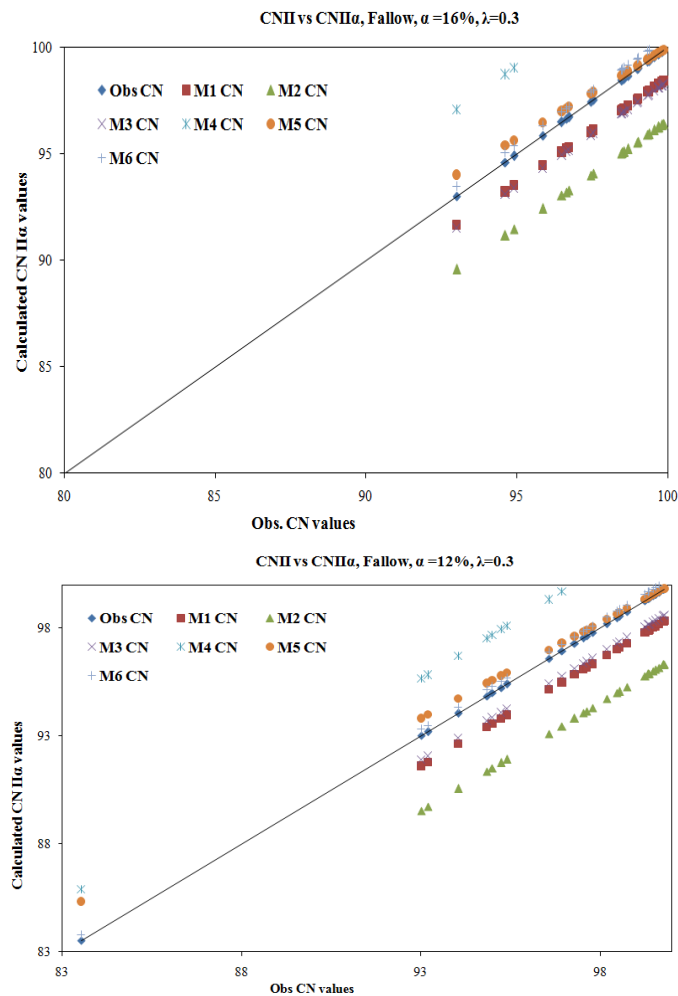 CNII vs CNIIα, Fallow, α =16%, λ=0.3
100
95
90
85
80
Calculated CN IIα values
Obs CN M1 CN M2 CN
M3 CN M4 CN M5 CN
M6 CN
80 85 90 95 100
Obs. CN values
CNII vs CNIIα, Fallow, α =12%, λ=0.3
98
93
88
83
Calculated CN IIα values
Obs CN M1 CN M2 CN
M3 CN M4 CN M5 CN
M6 CN
83 88 93 98
Obs CN values